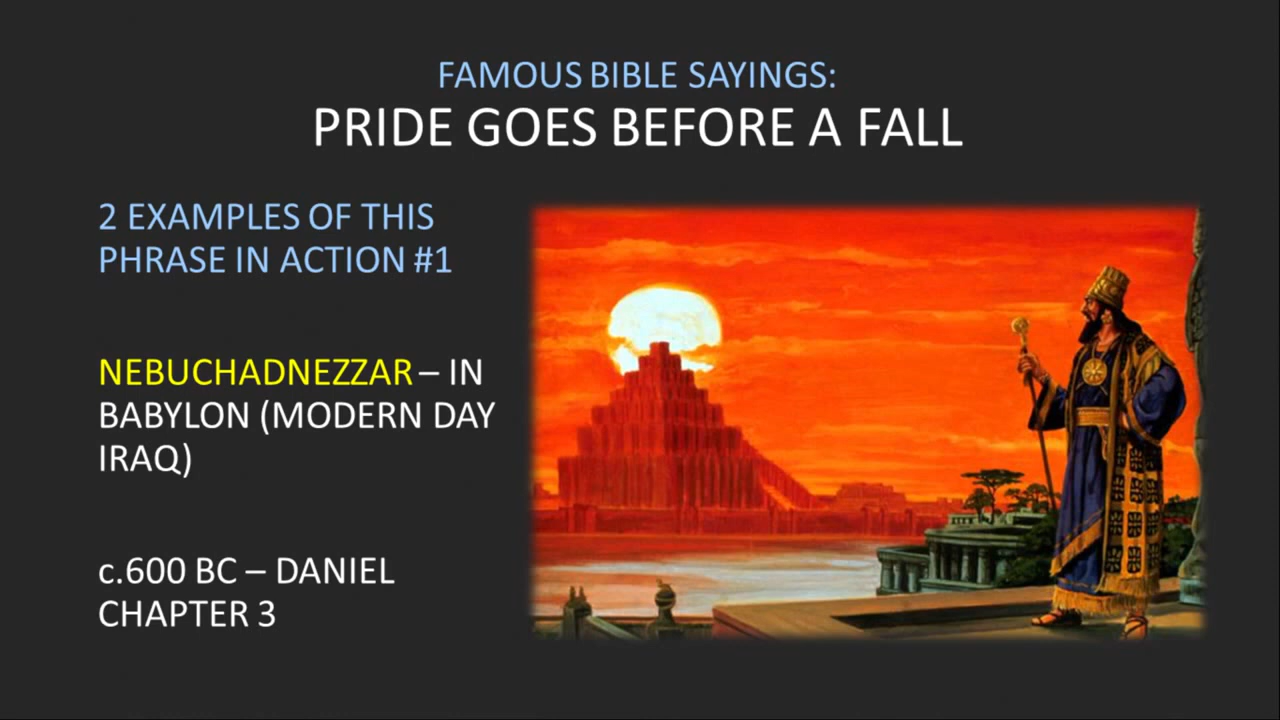 FAMOUS BIBLE SAYINGS:
PRIDE GOES BEFORE A FALL
2 EXAMPLES OF THIS
PHRASE IN ACTION #1
NEBUCHADNEZZAR – IN
BABYLON (MODERN DAY
IRAQ)
c.600 BC – DANIEL
CHAPTER 3